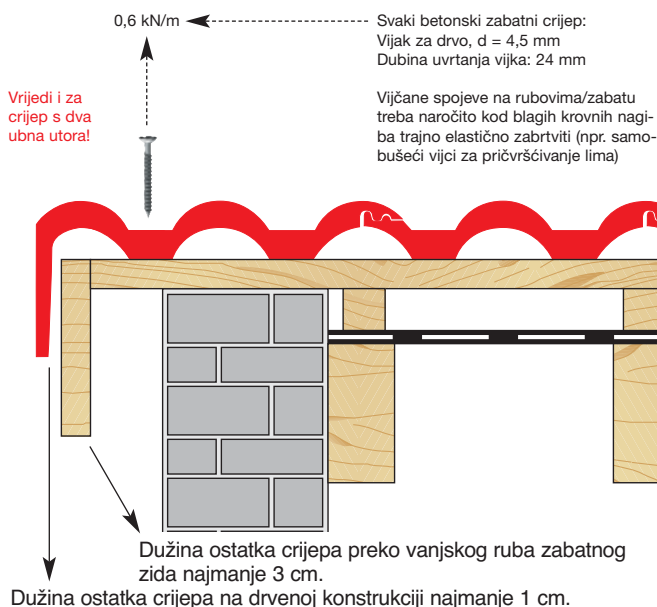 0,6 kN/m
Svaki betonski zabatni crijep:
Vijak za drvo, d = 4,5 mm
Dubina uvrtanja vijka: 24 mm
Vrijedi i za
crijep s dva
ubna utora!
Vijčane spojeve na rubovima/zabatu
treba naročito kod blagih krovnih nagi-
ba trajno elastično zabrtviti (npr. samo-
bušeći vijci za pričvršćivanje lima)
Dužina ostatka crijepa preko vanjskog ruba zabatnog
zida najmanje 3 cm.
Dužina ostatka crijepa na drvenoj konstrukciji najmanje 1 cm.